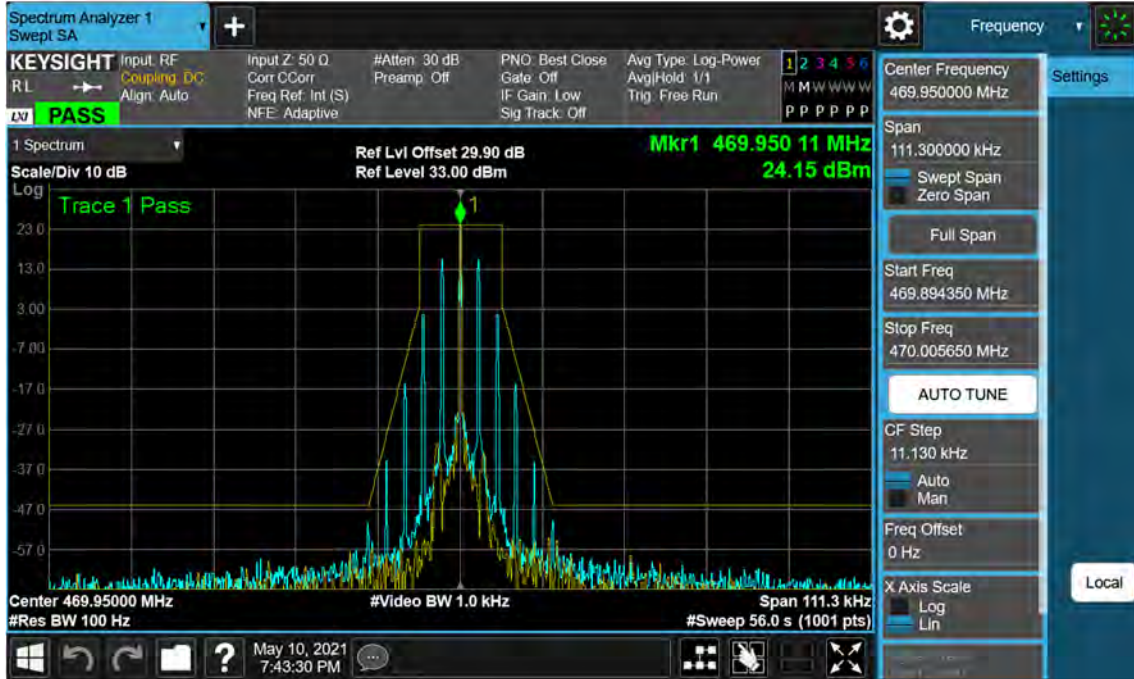 Spectrum Analyzer 1
Swept SA
+
Frequency
KEYSIGHT
RL
LXI PASS
Input: RF
Coupling: DC
Align: Auto
Input Z: 50 Ω
Corr CCorr
Freq Ref: Int (S)
NFE: Adaptive
#Atten: 30 dB
Preamp: Off
PNO: Best Close
Gate: Off
IF Gain: Low
Sig Track: Off
Avg Type: Log-Power
Avg|Hold: 1/1
Trig: Free Run
1 2 3 4 5 6
M M W W W W
P P P P P P
1 Spectrum
Scale/Div 10 dB
Ref Lvl Offset 29.90 dB
Ref Level 33.00 dBm
Mkr1 469.950 11 MHz
24.15 dBm
Log
Trace 1 Pass
1
23.0
13.0
3.00
-7.00
-17.0
-27.0
-37.0
-47.0
-57.0
Center 469.95000 MHz
#Res BW 100 Hz
#Video BW 1.0 kHz
Span 111.3 kHz
#Sweep 56.0 s (1001 pts)
Center Frequency
469.950000 MHz
Settings
Span
111.300000 kHz
Swept Span
Zero Span
Full Span
Start Freq
469.894350 MHz
Stop Freq
470.005650 MHz
AUTO TUNE
CF Step
11.130 kHz
Auto
Man
Freq Offset
0 Hz
X Axis Scale
Log
Lin
Local
?
May 10, 2021
7:43:30 PM